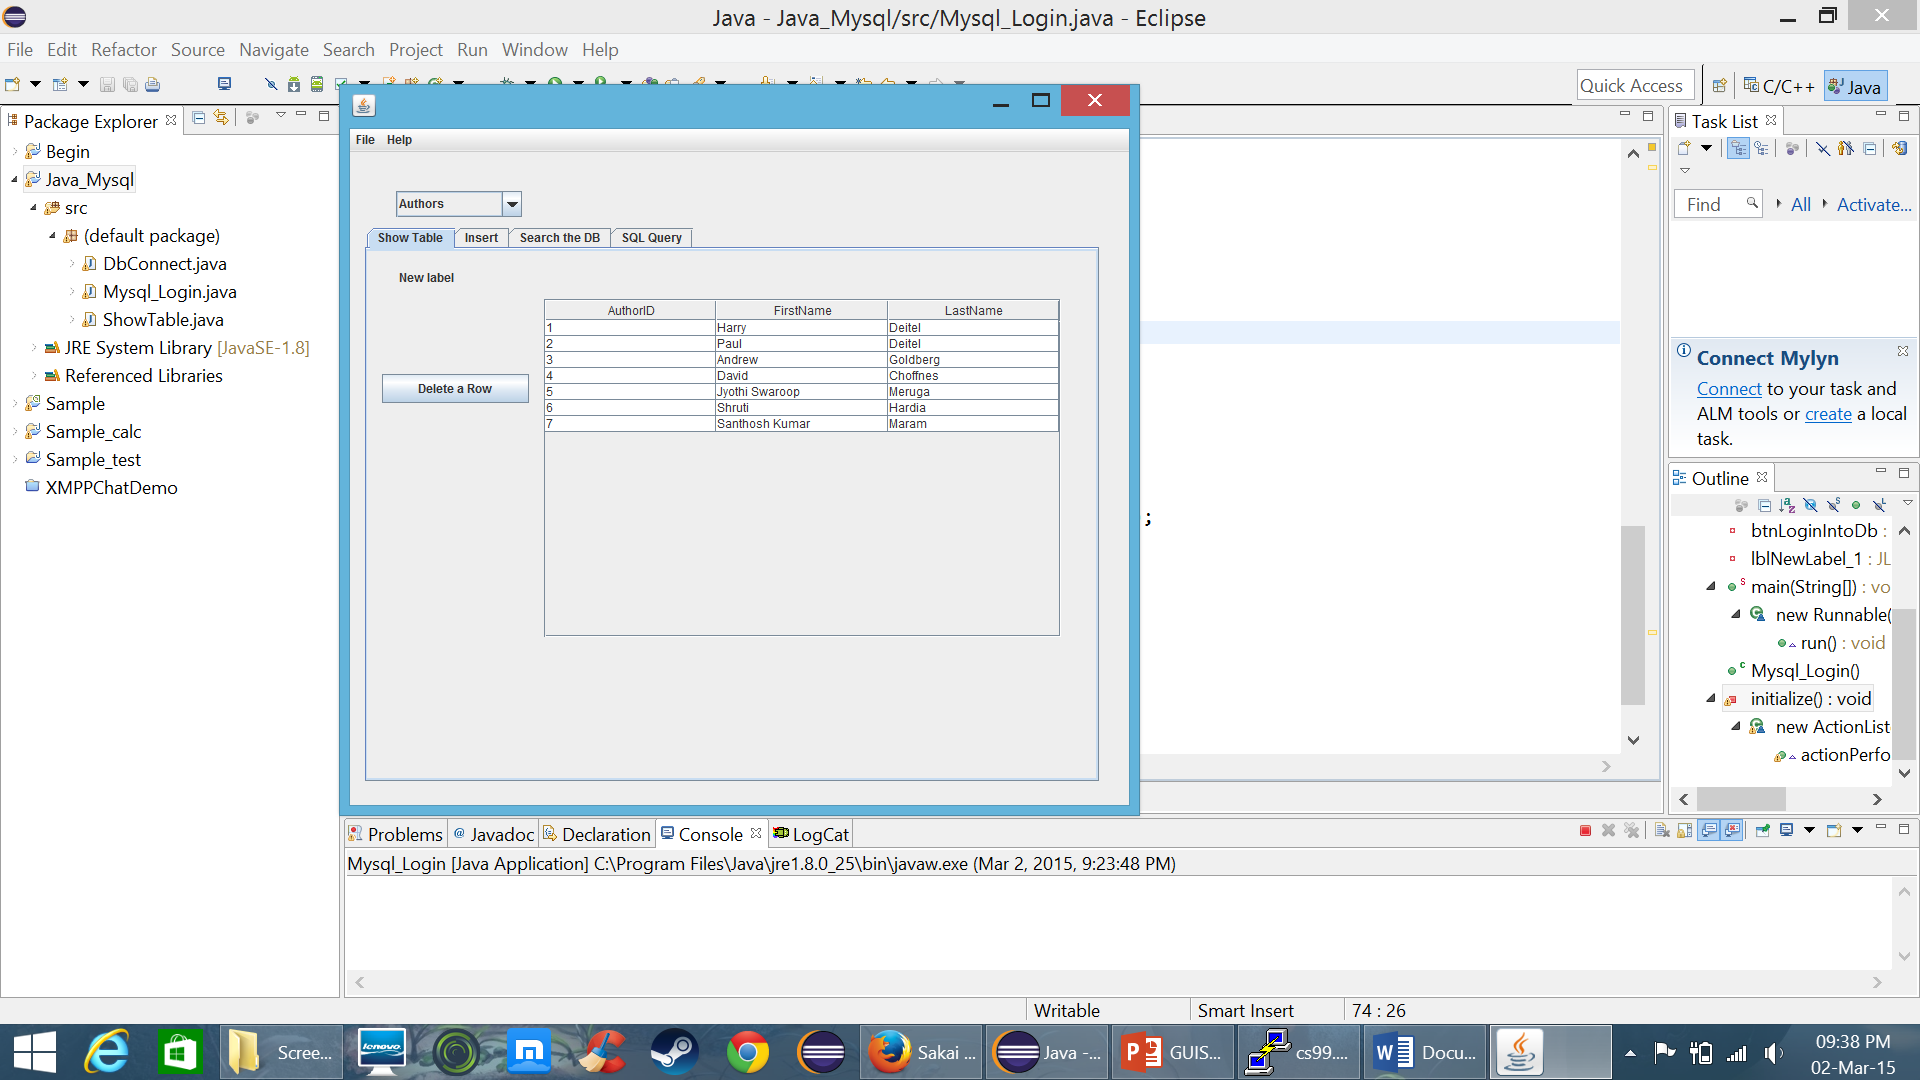 Java - Java_Mysql/src/Mysql_Login.java - Eclipse
File Edit Refactor Source Navigate Search Project Run Window Help
Quick Access
C/C++
Java
Package Explorer
Begin
Java_Mysql
src
(default package)
DbConnect.java
Mysql_Login.java
ShowTable.java
JRE System Library [JavaSE-1.8]
Referenced Libraries
Sample
Sample_calc
Sample_test
XMPPChatDemo
File Help
Authors
Show Table Insert Search the DB SQL Query
New label
Delete a Row
AuthorID FirstName LastName
1 Harry Deitel
2 Paul Deitel
3 Andrew Goldberg
4 David Choffnes
5 Jyothi Swaroop Meruga
6 Shruti Hardia
7 Santhosh Kumar Maram
;
Task List
Find All Activate...
Connect Mylyn
Connect to your task and
ALM tools or create a local
task.
Outline
btnLoginIntoDb :
lblNewLabel_1 : JL
main(String[]) : vo
new Runnable(
run() : void
Mysql_Login()
initialize() : void
new ActionList
actionPerfo
Problems @ Javadoc Declaration Console LogCat
Mysql_Login [Java Application] C:\Program Files\Java\jre1.8.0_25\bin\javaw.exe (Mar 2, 2015, 9:23:48 PM)
Writable Smart Insert 74 : 26
Scree... lenovo Sakai ... Java -... GUIS... cs99.... Docu...
09:38 PM
02-Mar-15